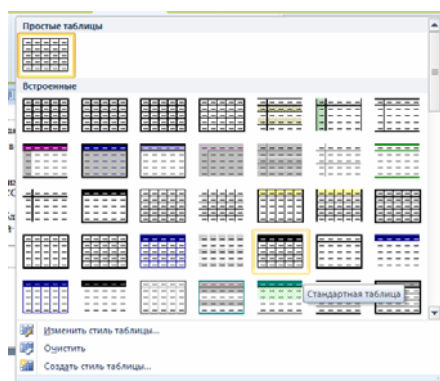 Простые таблицы
Встроенные
Стандартная таблица
Изменить стиль таблицы...
Очистить
Создать стиль таблицы...